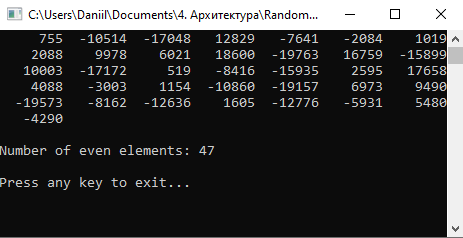 C:\Users\Daniil\Documents\4. Архитектура\Random...
755 -10514 -17048 12829 -7641 -2084 1019
2088 9978 6021 18600 -19763 16759 -15899
10003 -17172 519 -8416 -15935 2595 17658
4088 -3003 1154 -10860 -19157 6973 9490
-19573 -8162 -12636 1605 -12776 -5931 5480
-4290
Number of even elements: 47
Press any key to exit...